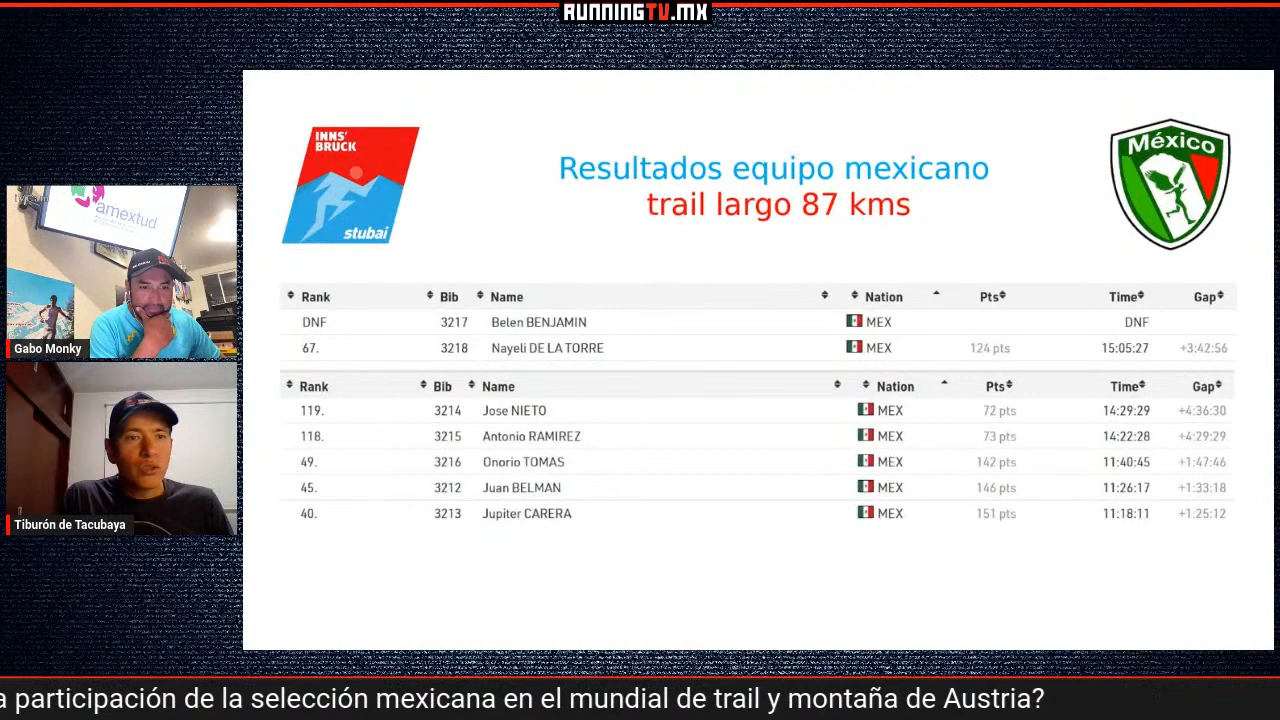 RUNNINGTV.MX
INNS'
BRUCK
stubai
Resultados equipo mexicano
trail largo 87 kms
México
amextud
Gabo Monky
Tiburón de Tacubaya
Rank Bib Name Nation Pts Time Gap
DNF 3217 Belen BENJAMIN MEX DNF
67. 3218 Nayeli DE LA TORRE MEX 124 pts 15:05:27 +3:42:56
Rank Bib Name Nation Pts Time Gap
119. 3214 Jose NIETO MEX 72 pts 14:29:29 +4:36:30
118. 3215 Antonio RAMIREZ MEX 73 pts 14:22:28 +4:29:29
49. 3216 Onorio TOMAS MEX 142 pts 11:40:45 +1:47:46
45. 3212 Juan BELMAN MEX 146 pts 11:26:17 +1:33:18
40. 3213 Jupiter CARERA MEX 151 pts 11:18:11 +1:25:12
a participación de la selección mexicana en el mundial de trail y montaña de Austria?